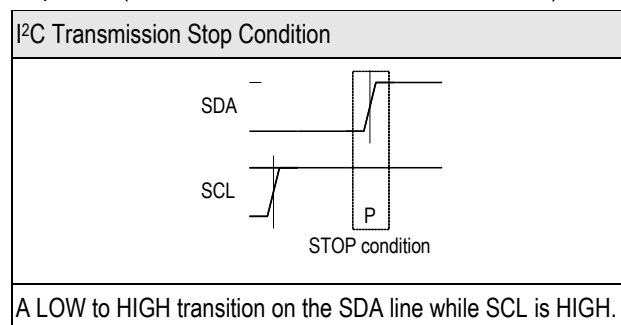 I²C Transmission Stop Condition
SDA
SCL
P
STOP condition
A LOW to HIGH transition on the SDA line while SCL is HIGH.